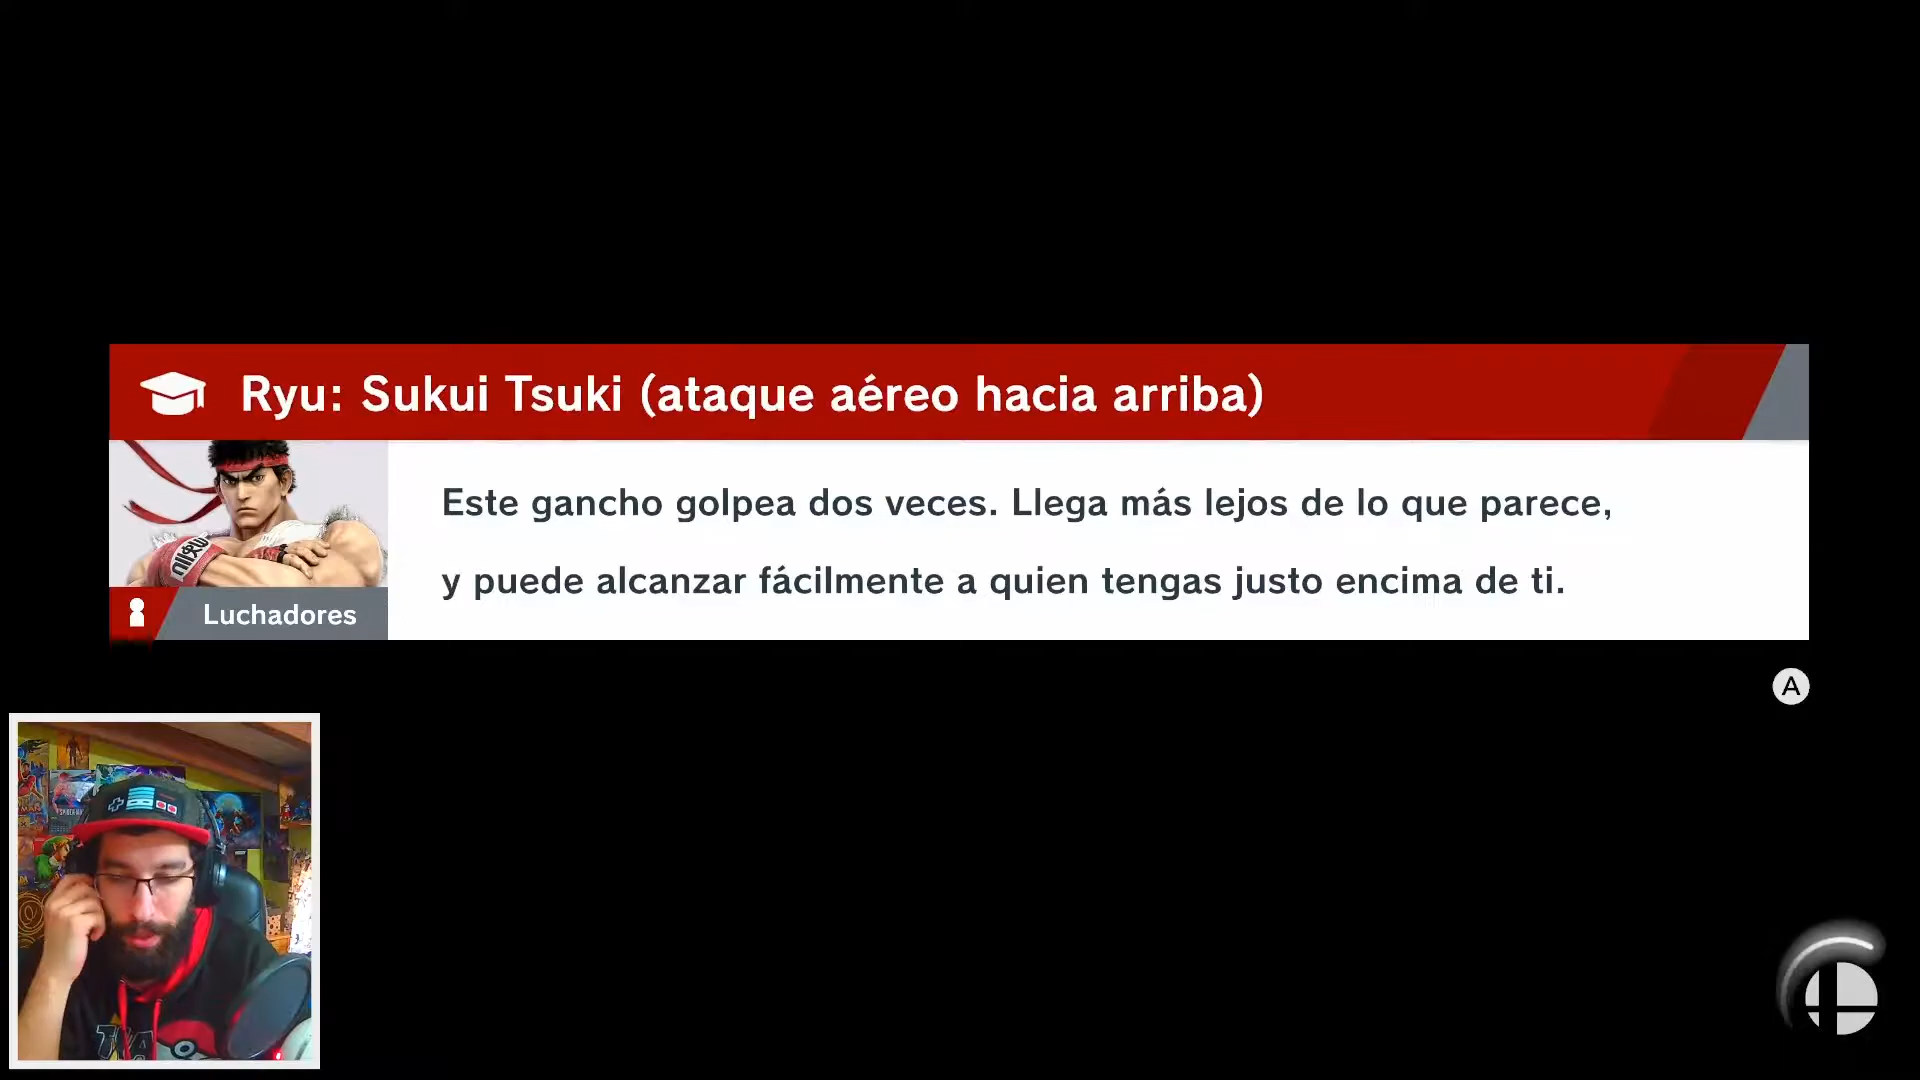 Ryu: Sukui Tsuki (ataque aéreo hacia arriba)
Este gancho golpea dos veces. Llega más lejos de lo que parece,
y puede alcanzar fácilmente a quien tengas justo encima de ti.
Luchadores
A